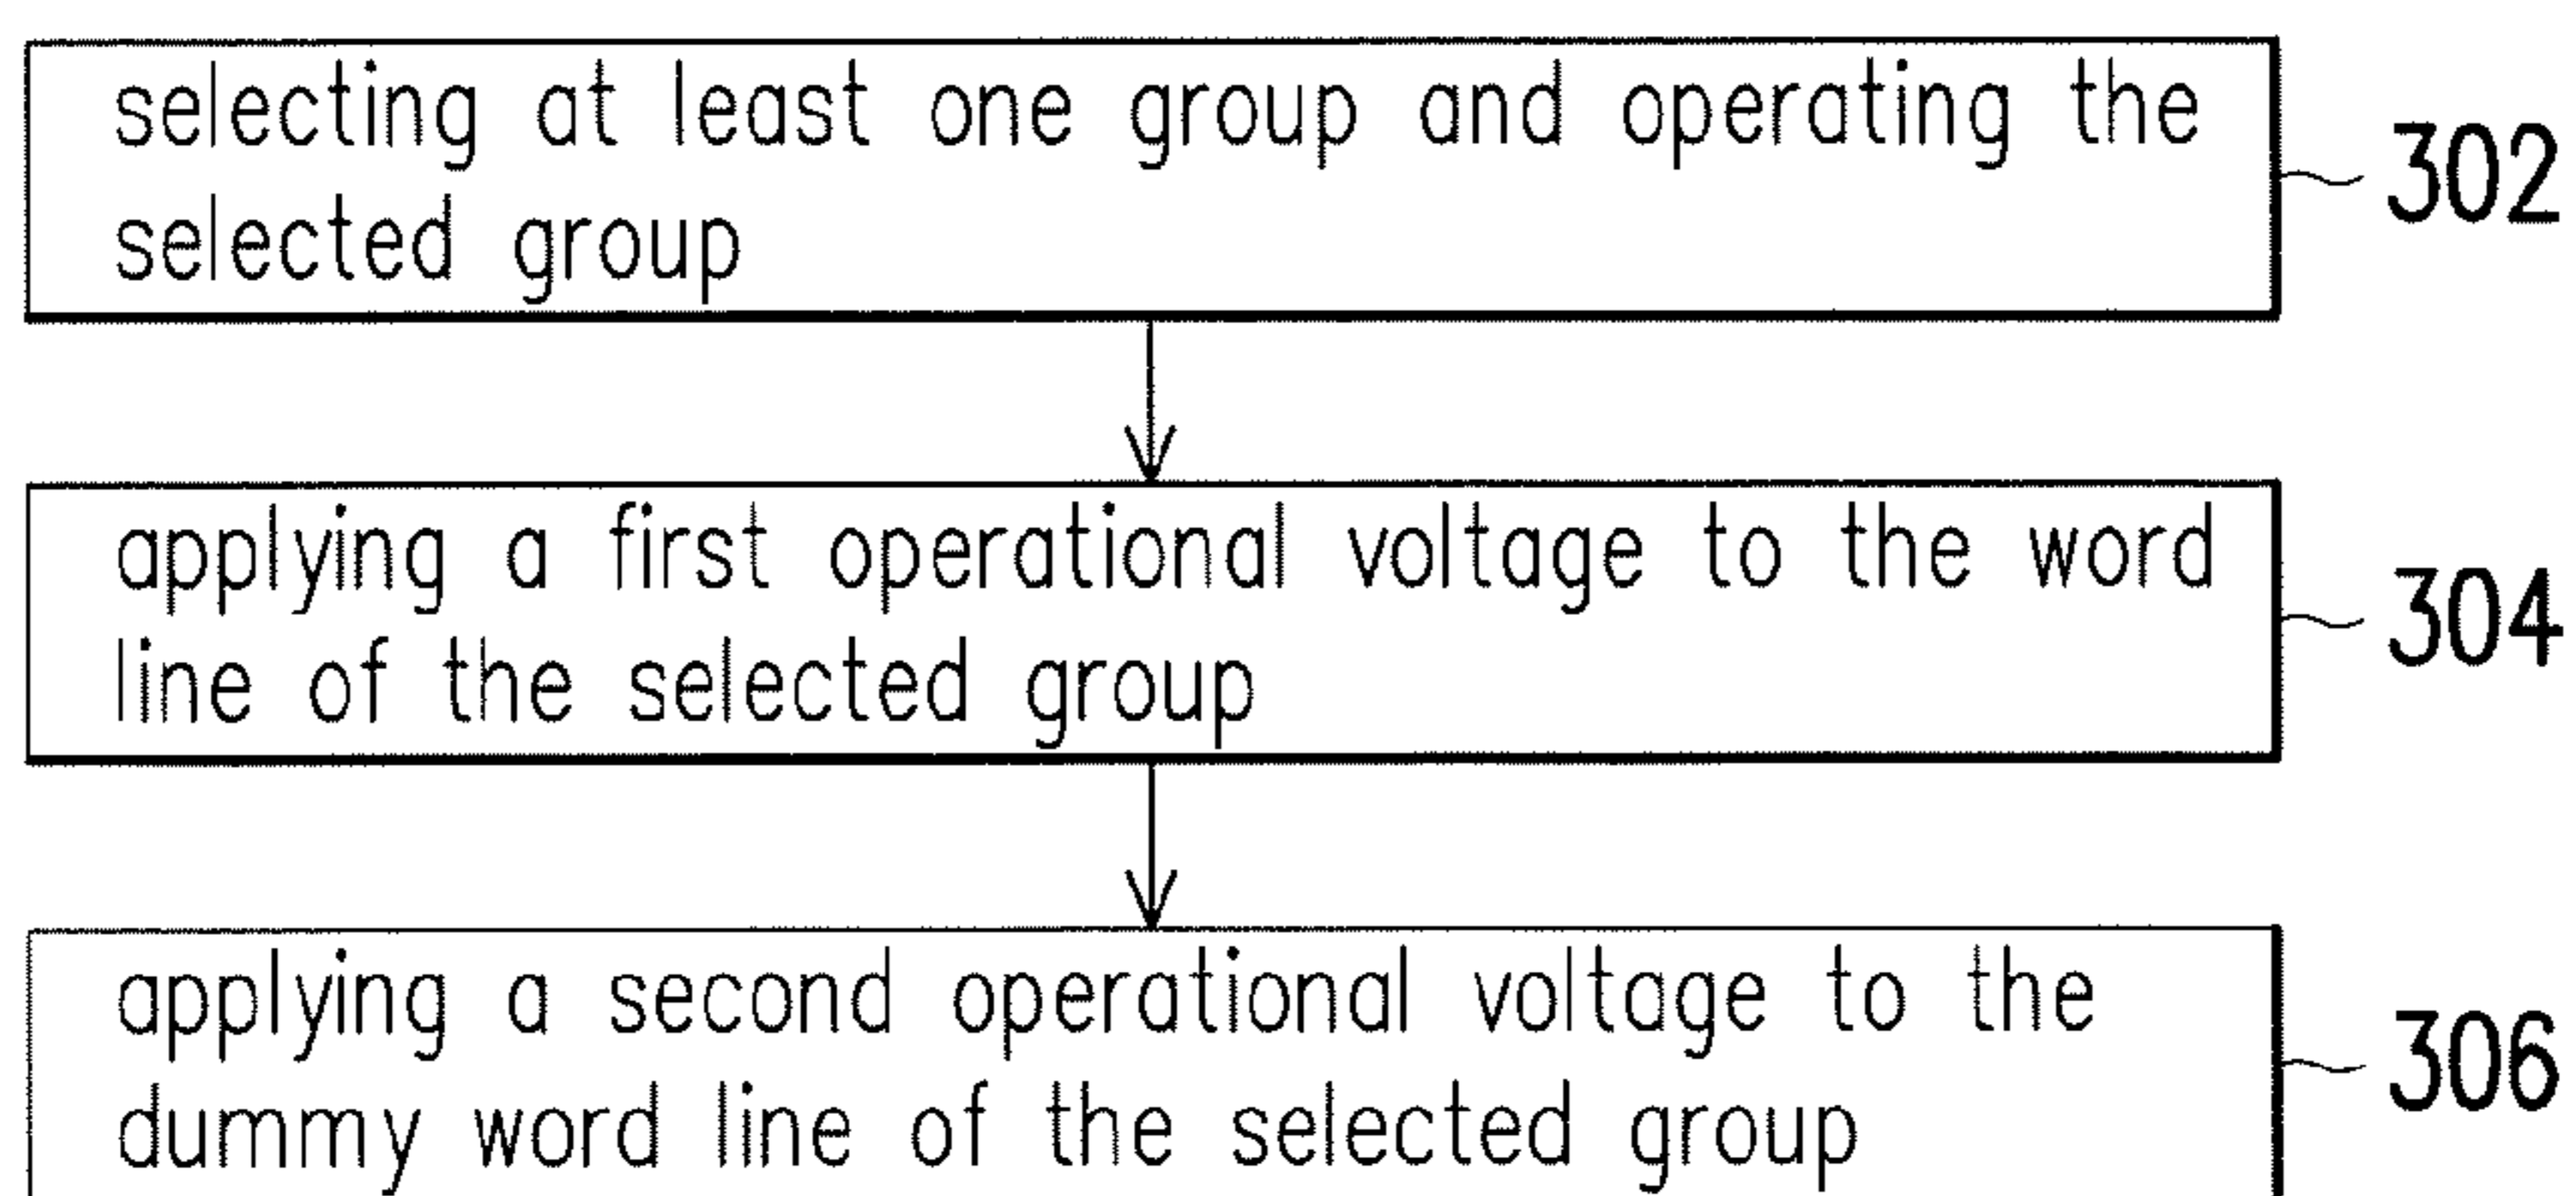 selecting at least one group and operating the
selected group
302
applying a first operational voltage to the word
line of the selected group
304
applying a second operational voltage to the
dummy word line of the selected group
306